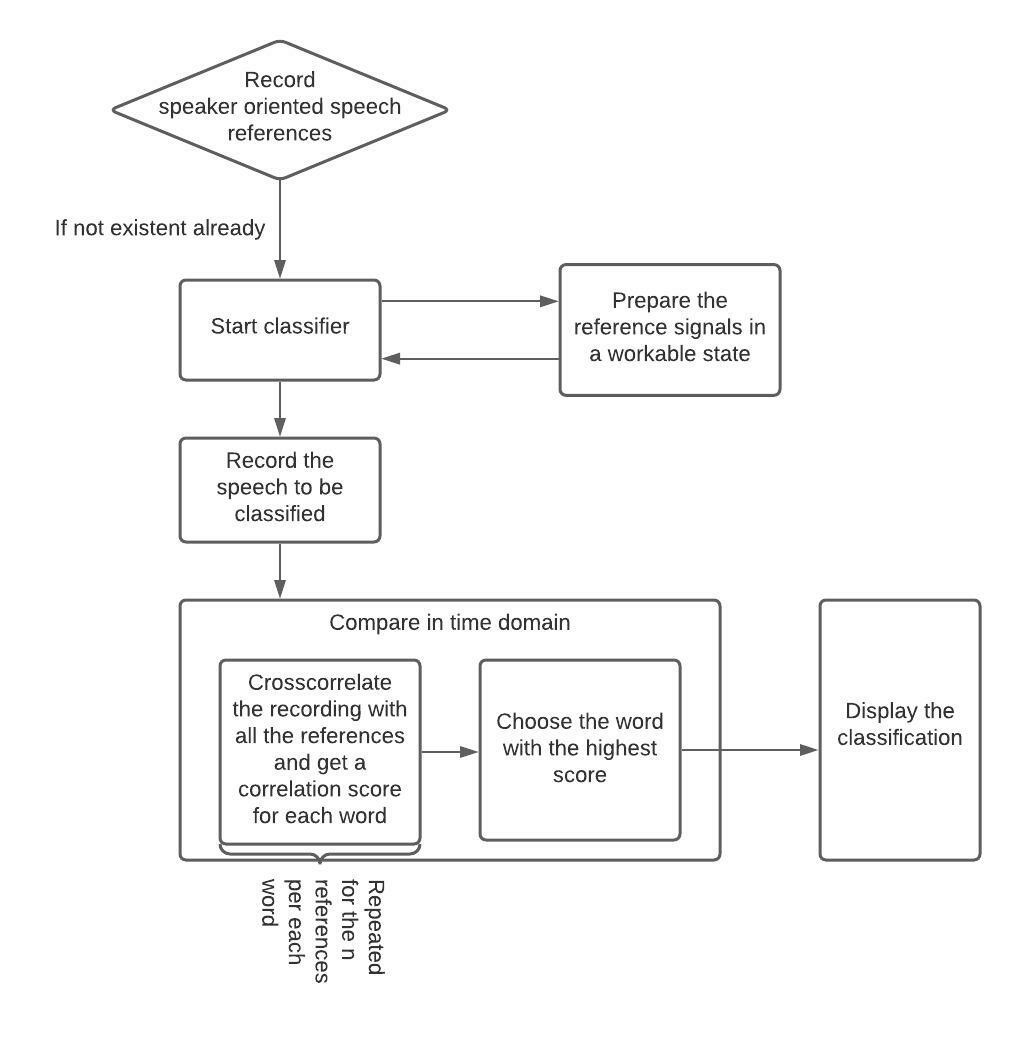 Record
speaker oriented speech
references
If not existent already
Start classifier
Prepare the
reference signals in
a workable state
Record the
speech to be
classified
Compare in time domain
Crosscorrelate
the recording with
all the references
and get a
correlation score
for each word
Choose the word
with the highest
score
Display the
classification
Repeated
for the n
references
per each
word